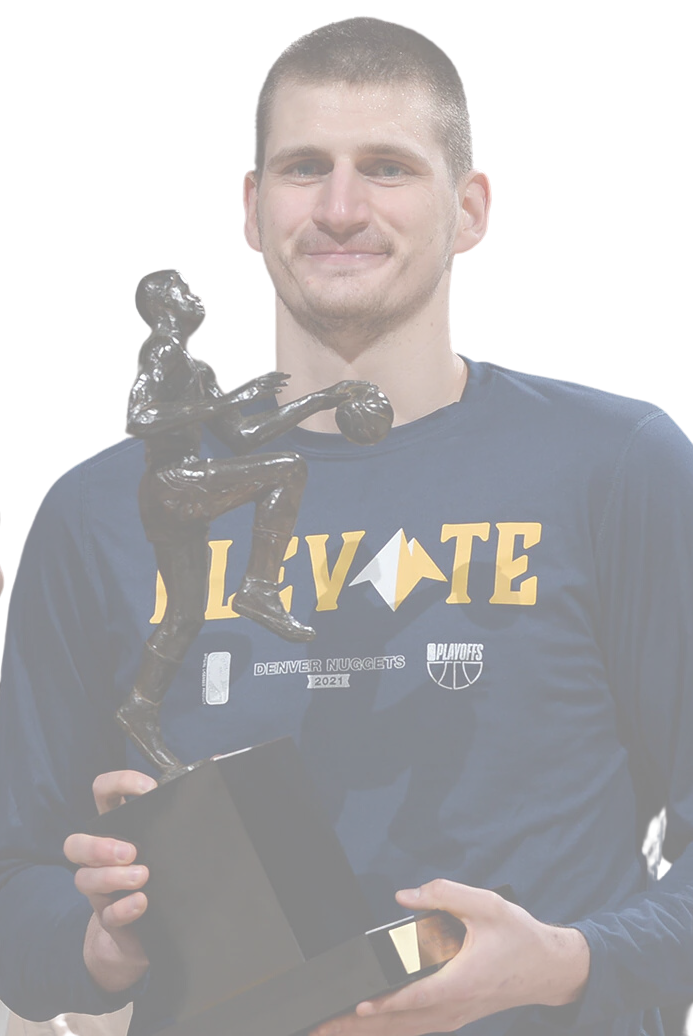 ELEVATE
DENVER NUGGETS
2021
PLAYOFFS